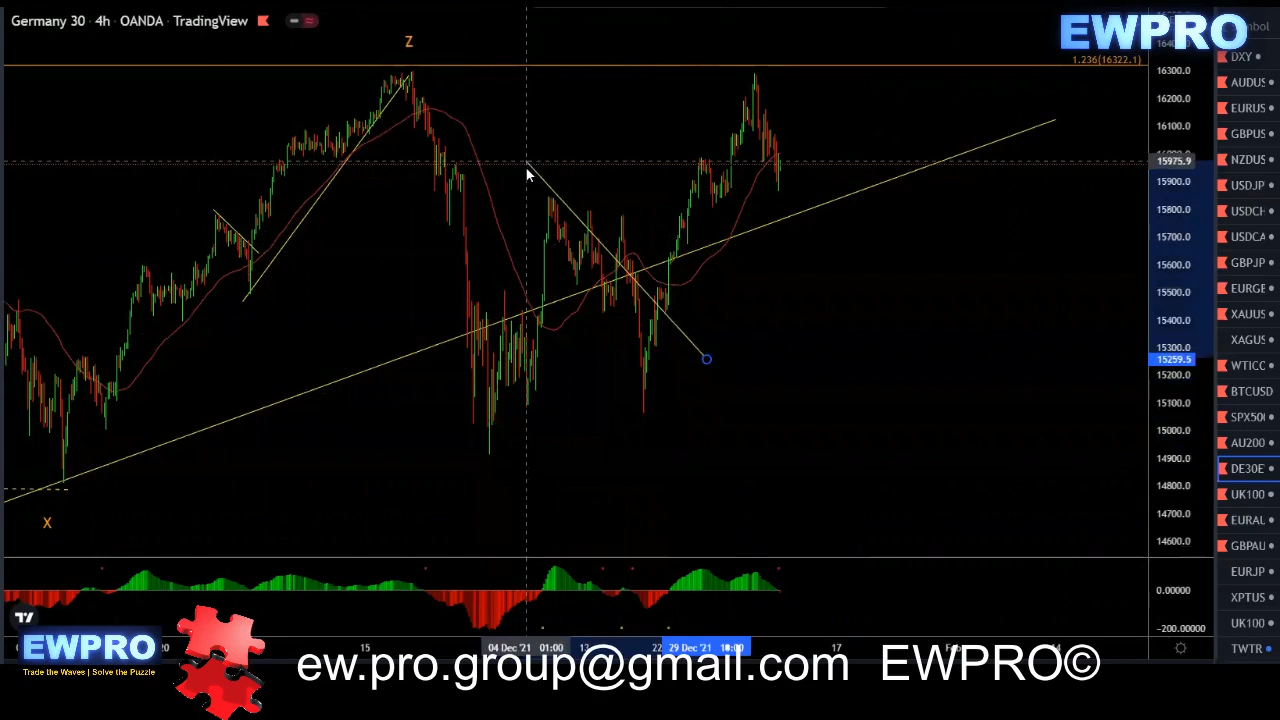 Germany 30 · 4h · OANDA · TradingView
EWPRO
Z
1.236(16322.1)
16300.0
16200.0
16100.0
15975.9
15900.0
15800.0
15700.0
15600.0
15500.0
15400.0
15300.0
15259.5
15200.0
15100.0
15000.0
14900.0
14800.0
14700.0
14600.0
X
0.00000
-200.00000
DXY
AUDUS
EURUS
GBPUS
NZDUS
USDJP
USDCH
USDCA
GBPJP
EURGE
XAUUS
XAGUS
WTICC
BTCUSD
SPX50
AU200
DE30E
UK100
EURAL
GBPAU
EURJP
XPTUS
UK100
TWTR
15
04 Dec '21 01:00
13
22
29 Dec '21 18:00
17
EWPRO
Trade the Waves | Solve the Puzzle
ew.pro.group@gmail.com EWPRO©